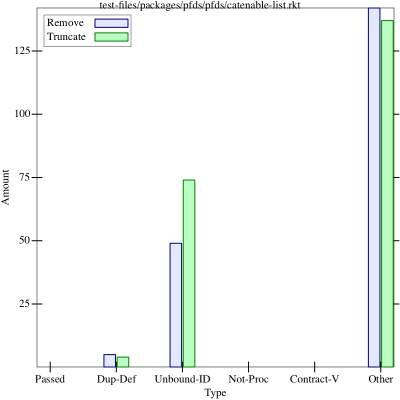 test-files/packages/pfds/pfds/catenable-list.rkt
Remove
Truncate
125
100
75
50
25
Amount
Passed Dup-Def Unbound-ID Not-Proc Contract-V Other
Type